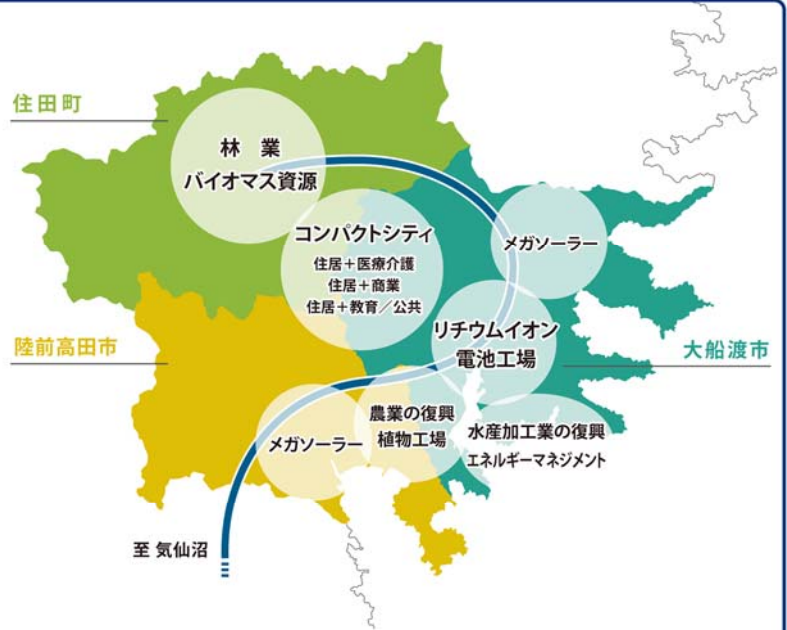 住田町
林 業
バイオマス資源
コンパクトシティ
住居＋医療介護
住居＋商業
住居＋教育／公共
メガソーラー
リチウムイオン
電池工場
陸前高田市
大船渡市
農業の復興
植物工場
メガソーラー
水産加工業の復興
エネルギーマネジメント
至 気仙沼